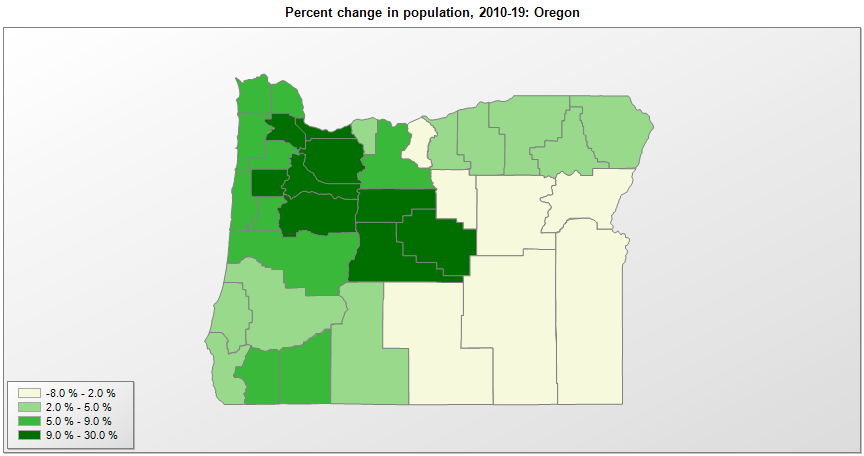 Percent change in population, 2010-19: Oregon
-8.0 % - 2.0 %
2.0 % - 5.0 %
5.0 % - 9.0 %
9.0 % - 30.0 %